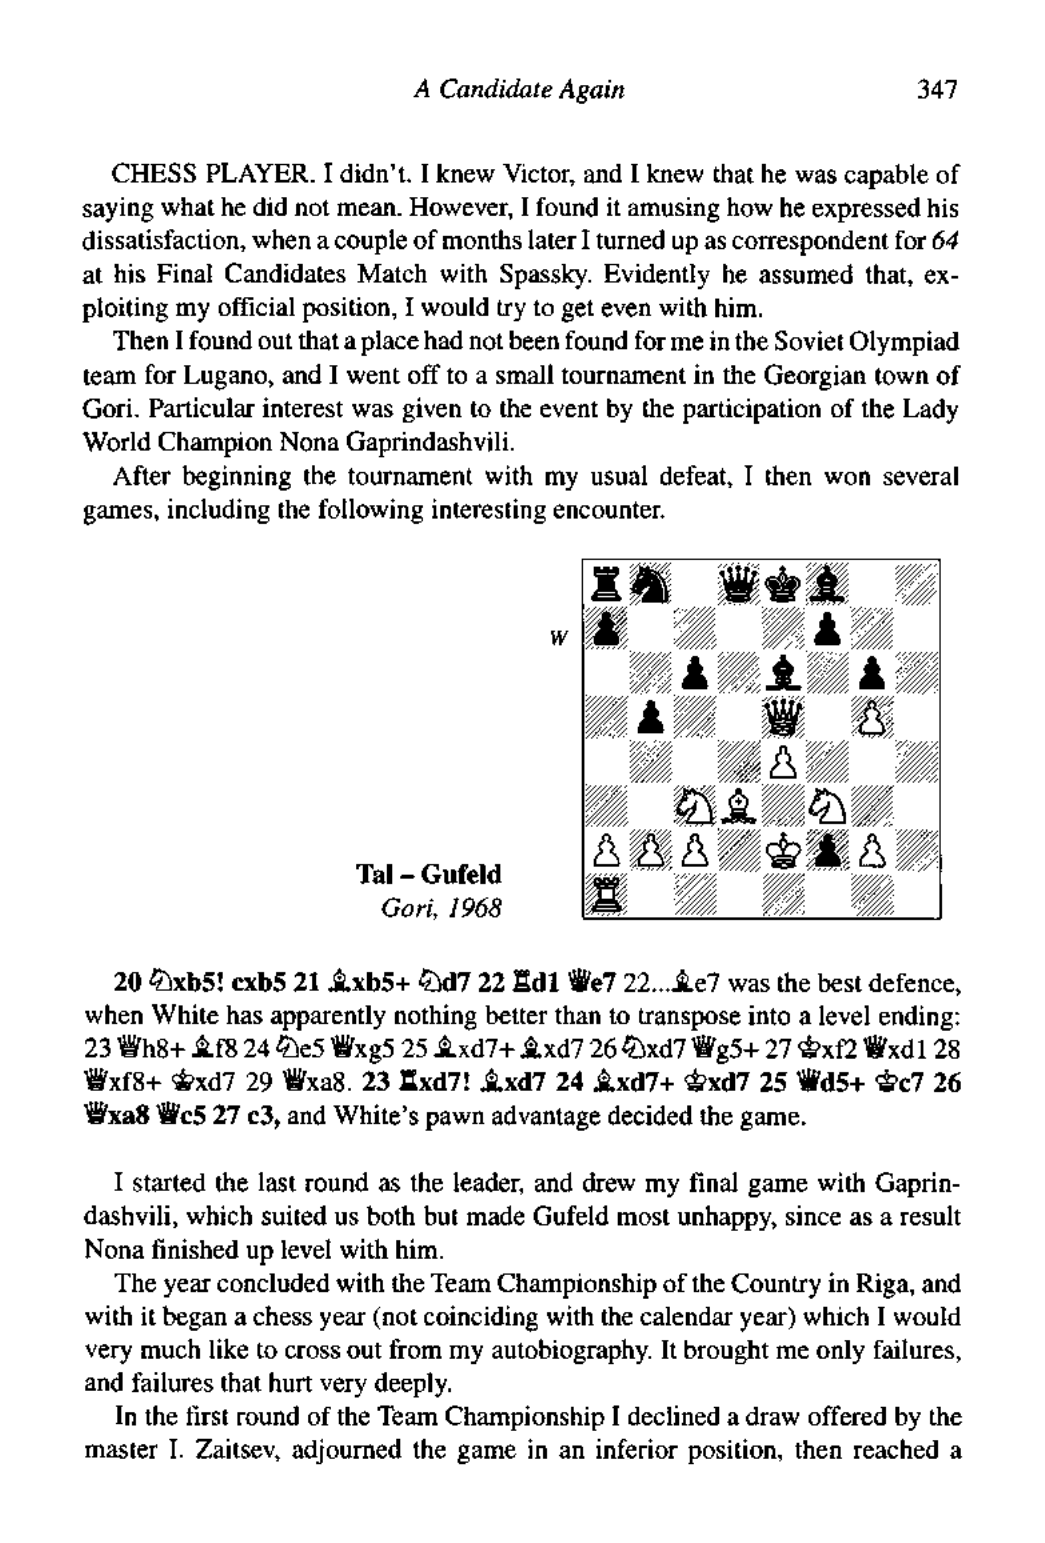 A Candidate Again 347
CHESS PLAYER. I didn't. I knew Victor, and I knew that he was capable of
saying what he did not mean. However, I found it amusing how he expressed his
dissatisfaction, when a couple of months later I turned up as correspondent for 64
at his Final Candidates Match with Spassky. Evidently he assumed that, ex-
ploiting my official position, I would try to get even with him.
Then I found out that a place had not been found for me in the Soviet Olympiad
team for Lugano, and I went off to a small tournament in the Georgian town of
Gori. Particular interest was given to the event by the participation of the Lady
World Champion Nona Gaprindashvili.
After beginning the tournament with my usual defeat, I then won several
games, including the following interesting encounter.
W
Tal – Gufeld
Gori, 1968
20 ♘xb5! cxb5 21 ♗xb5+ ♘d7 22 ♖d1 ♕e7 22...♗e7 was the best defence,
when White has apparently nothing better than to transpose into a level ending:
23 ♕h8+ ♗f8 24 ♘e5 ♕xg5 25 ♗xd7+ ♗xd7 26 ♘xd7 ♕g5+ 27 ♔xf2 ♕xd1 28
♕xf8+ ♔xd7 29 ♕xa8. 23 ♖xd7! ♗xd7 24 ♗xd7+ ♔xd7 25 ♕d5+ ♔c7 26
♕xa8 ♕c5 27 c3, and White's pawn advantage decided the game.
I started the last round as the leader, and drew my final game with Gaprin-
dashvili, which suited us both but made Gufeld most unhappy, since as a result
Nona finished up level with him.
The year concluded with the Team Championship of the Country in Riga, and
with it began a chess year (not coinciding with the calendar year) which I would
very much like to cross out from my autobiography. It brought me only failures,
and failures that hurt very deeply.
In the first round of the Team Championship I declined a draw offered by the
master I. Zaitsev, adjourned the game in an inferior position, then reached a